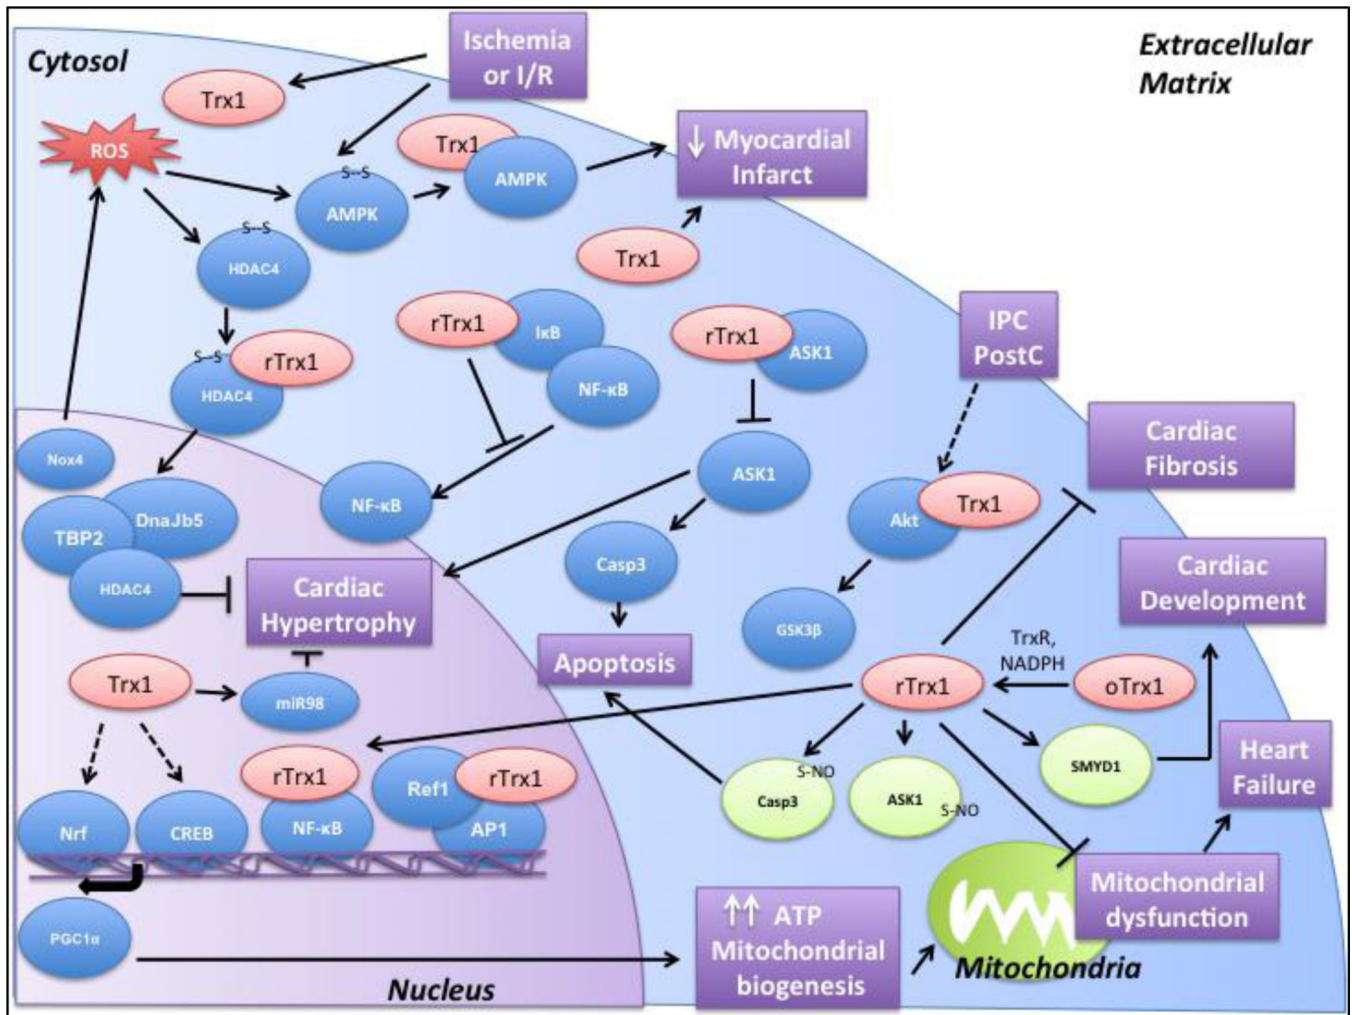 Cytosol
Ischemia
or I/R
Extracellular
Matrix
Trx1
ROS
Trx1
S--S
AMPK
AMPK
↓ Myocardial
Infarct
S--S
HDAC4
Trx1
rTrx1
IκB
NF-κB
rTrx1
ASK1
IPC
PostC
S--S
HDAC4
rTrx1
Nox4
NF-κB
ASK1
Akt
Trx1
Cardiac
Fibrosis
TBP2
DnaJb5
HDAC4
Cardiac
Hypertrophy
Casp3
GSK3β
Cardiac
Development
Apoptosis
TrxR,
NADPH
Trx1
miR98
rTrx1
oTrx1
rTrx1
NF-κB
Ref1
rTrx1
AP1
S-NO
Casp3
ASK1
S-NO
SMYD1
Heart
Failure
Nrf
CREB
PGC1α
↑↑ ATP
Mitochondrial
biogenesis
Mitochondrial
dysfunction
Mitochondria
Nucleus